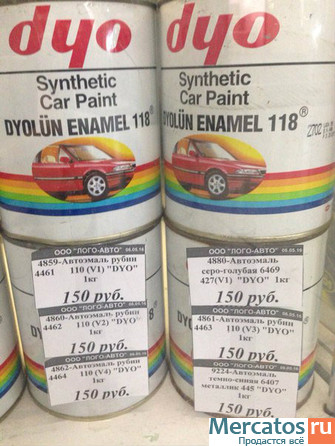 dyo
Synthetic
Car Paint
DYOLÜN ENAMEL 118®
dyo
Synthetic
Car Paint
DYOLÜN ENAMEL 118®
ООО "ЛОГО-АВТО"
4859-Автоэмаль рубин
4461 110 (V1) "DYO"
1кг
150 руб.
ООО "ЛОГО-АВТО"
4860-Автоэмаль рубин
4462 110 (V2) "DYO"
1кг
150 руб.
ООО "ЛОГО-АВТО"
4862-Автоэмаль рубин
4464 110 (V4) "DYO"
1кг
150 руб.
ООО "ЛОГО-АВТО"
4880-Автоэмаль
серо-голубая 6469
427(V1) "DYO" 1кг
150 руб.
ООО "ЛОГО-АВТО"
4861-Автоэмаль рубин
4463 110 (V3) "DYO"
1кг
150 руб.
ООО "ЛОГО-АВТО"
9224-Автоэмаль
темно-синяя 6407
металлик 445 "DYO"
1кг
150 руб.
Mercatos.ru
Продастся всё